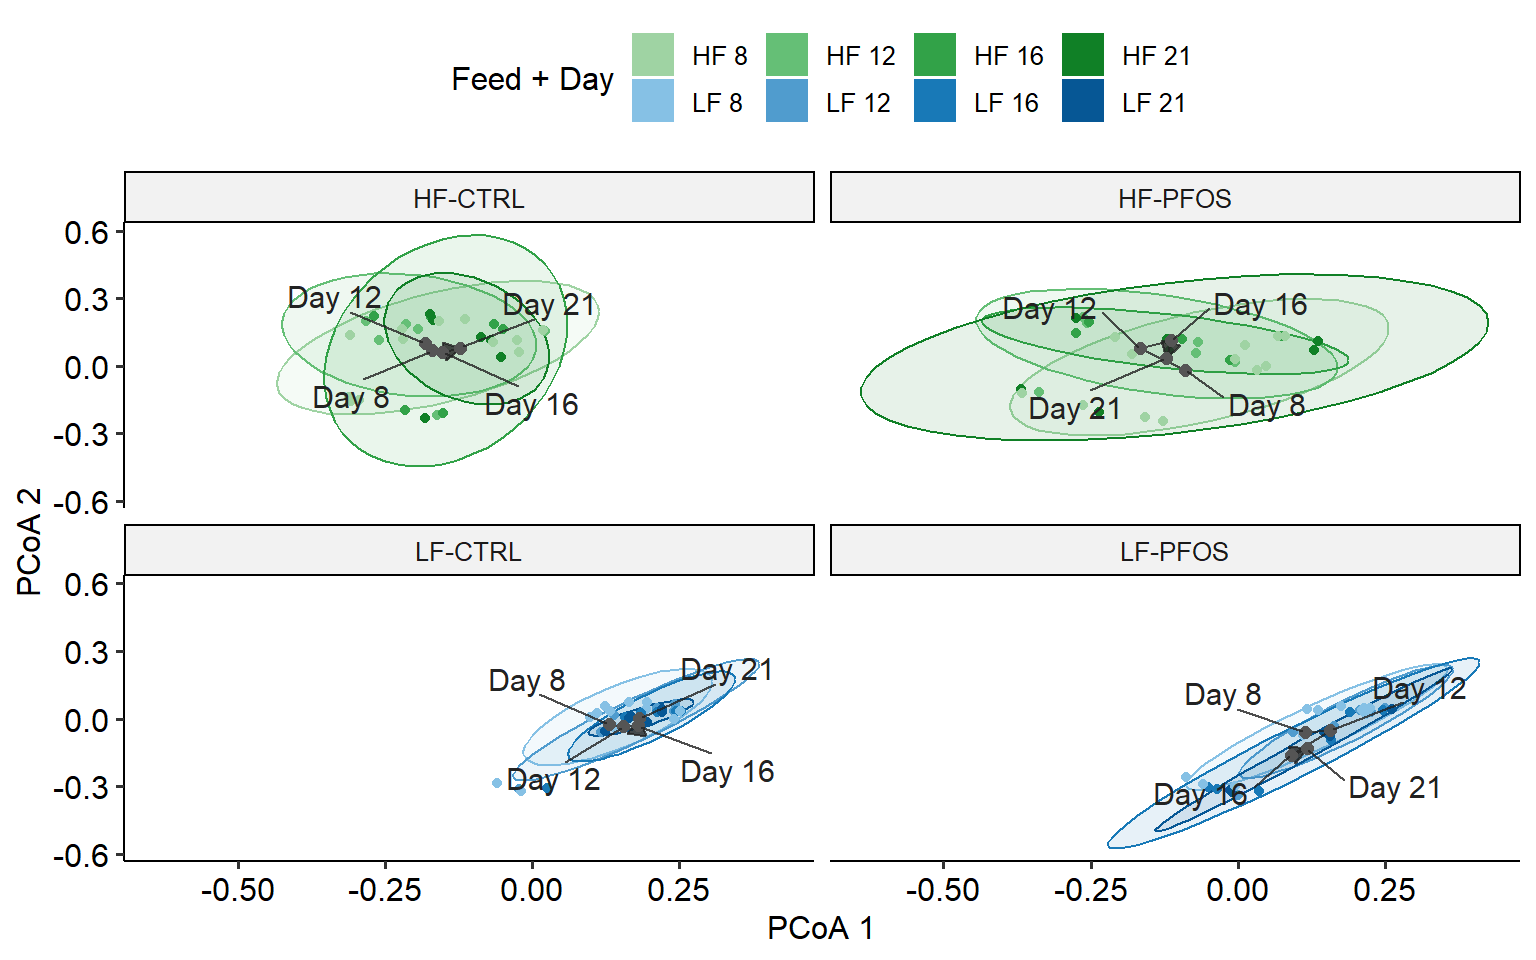 Feed + Day
HF 8
HF 12
HF 16
HF 21
LF 8
LF 12
LF 16
LF 21
HF-CTRL
HF-PFOS
0.6
0.3
0.0
-0.3
-0.6
Day 12
Day 21
Day 8
Day 16
Day 12
Day 16
Day 21
Day 8
PCoA 2
LF-CTRL
LF-PFOS
0.6
0.3
0.0
-0.3
-0.6
Day 8
Day 21
Day 12
Day 16
Day 8
Day 12
Day 16
Day 21
-0.50
-0.25
0.00
0.25
-0.50
-0.25
0.00
0.25
PCoA 1